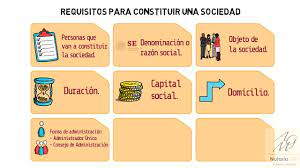 REQUISITOS PARA CONSTITUIR UNA SOCIEDAD
Personas que
van a constituir
la sociedad
SE
Denominación o
razón social.
Objeto de
la sociedad.
Duración.
Capital
social.
Domicilio.
Forma de administración
- Administrador Único
- Consejo de Administración